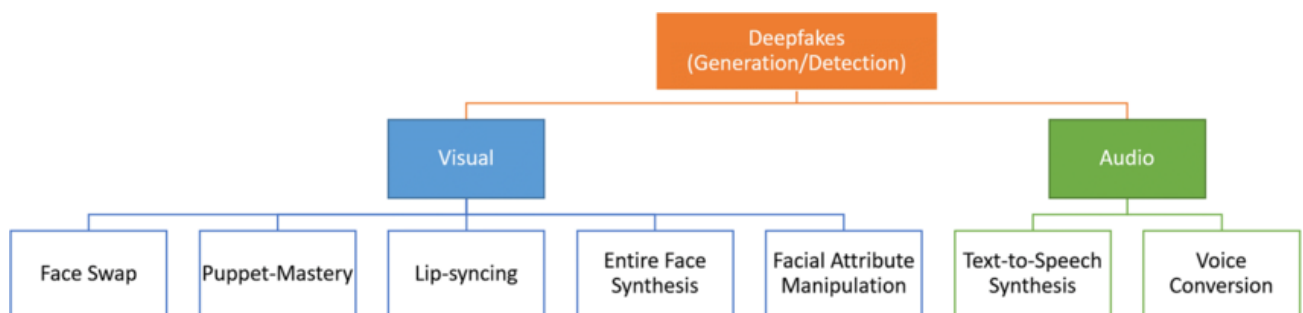 Deepfakes
(Generation/Detection)
Visual
Audio
Face Swap
Puppet-Mastery
Lip-syncing
Entire Face
Synthesis
Facial Attribute
Manipulation
Text-to-Speech
Synthesis
Voice
Conversion